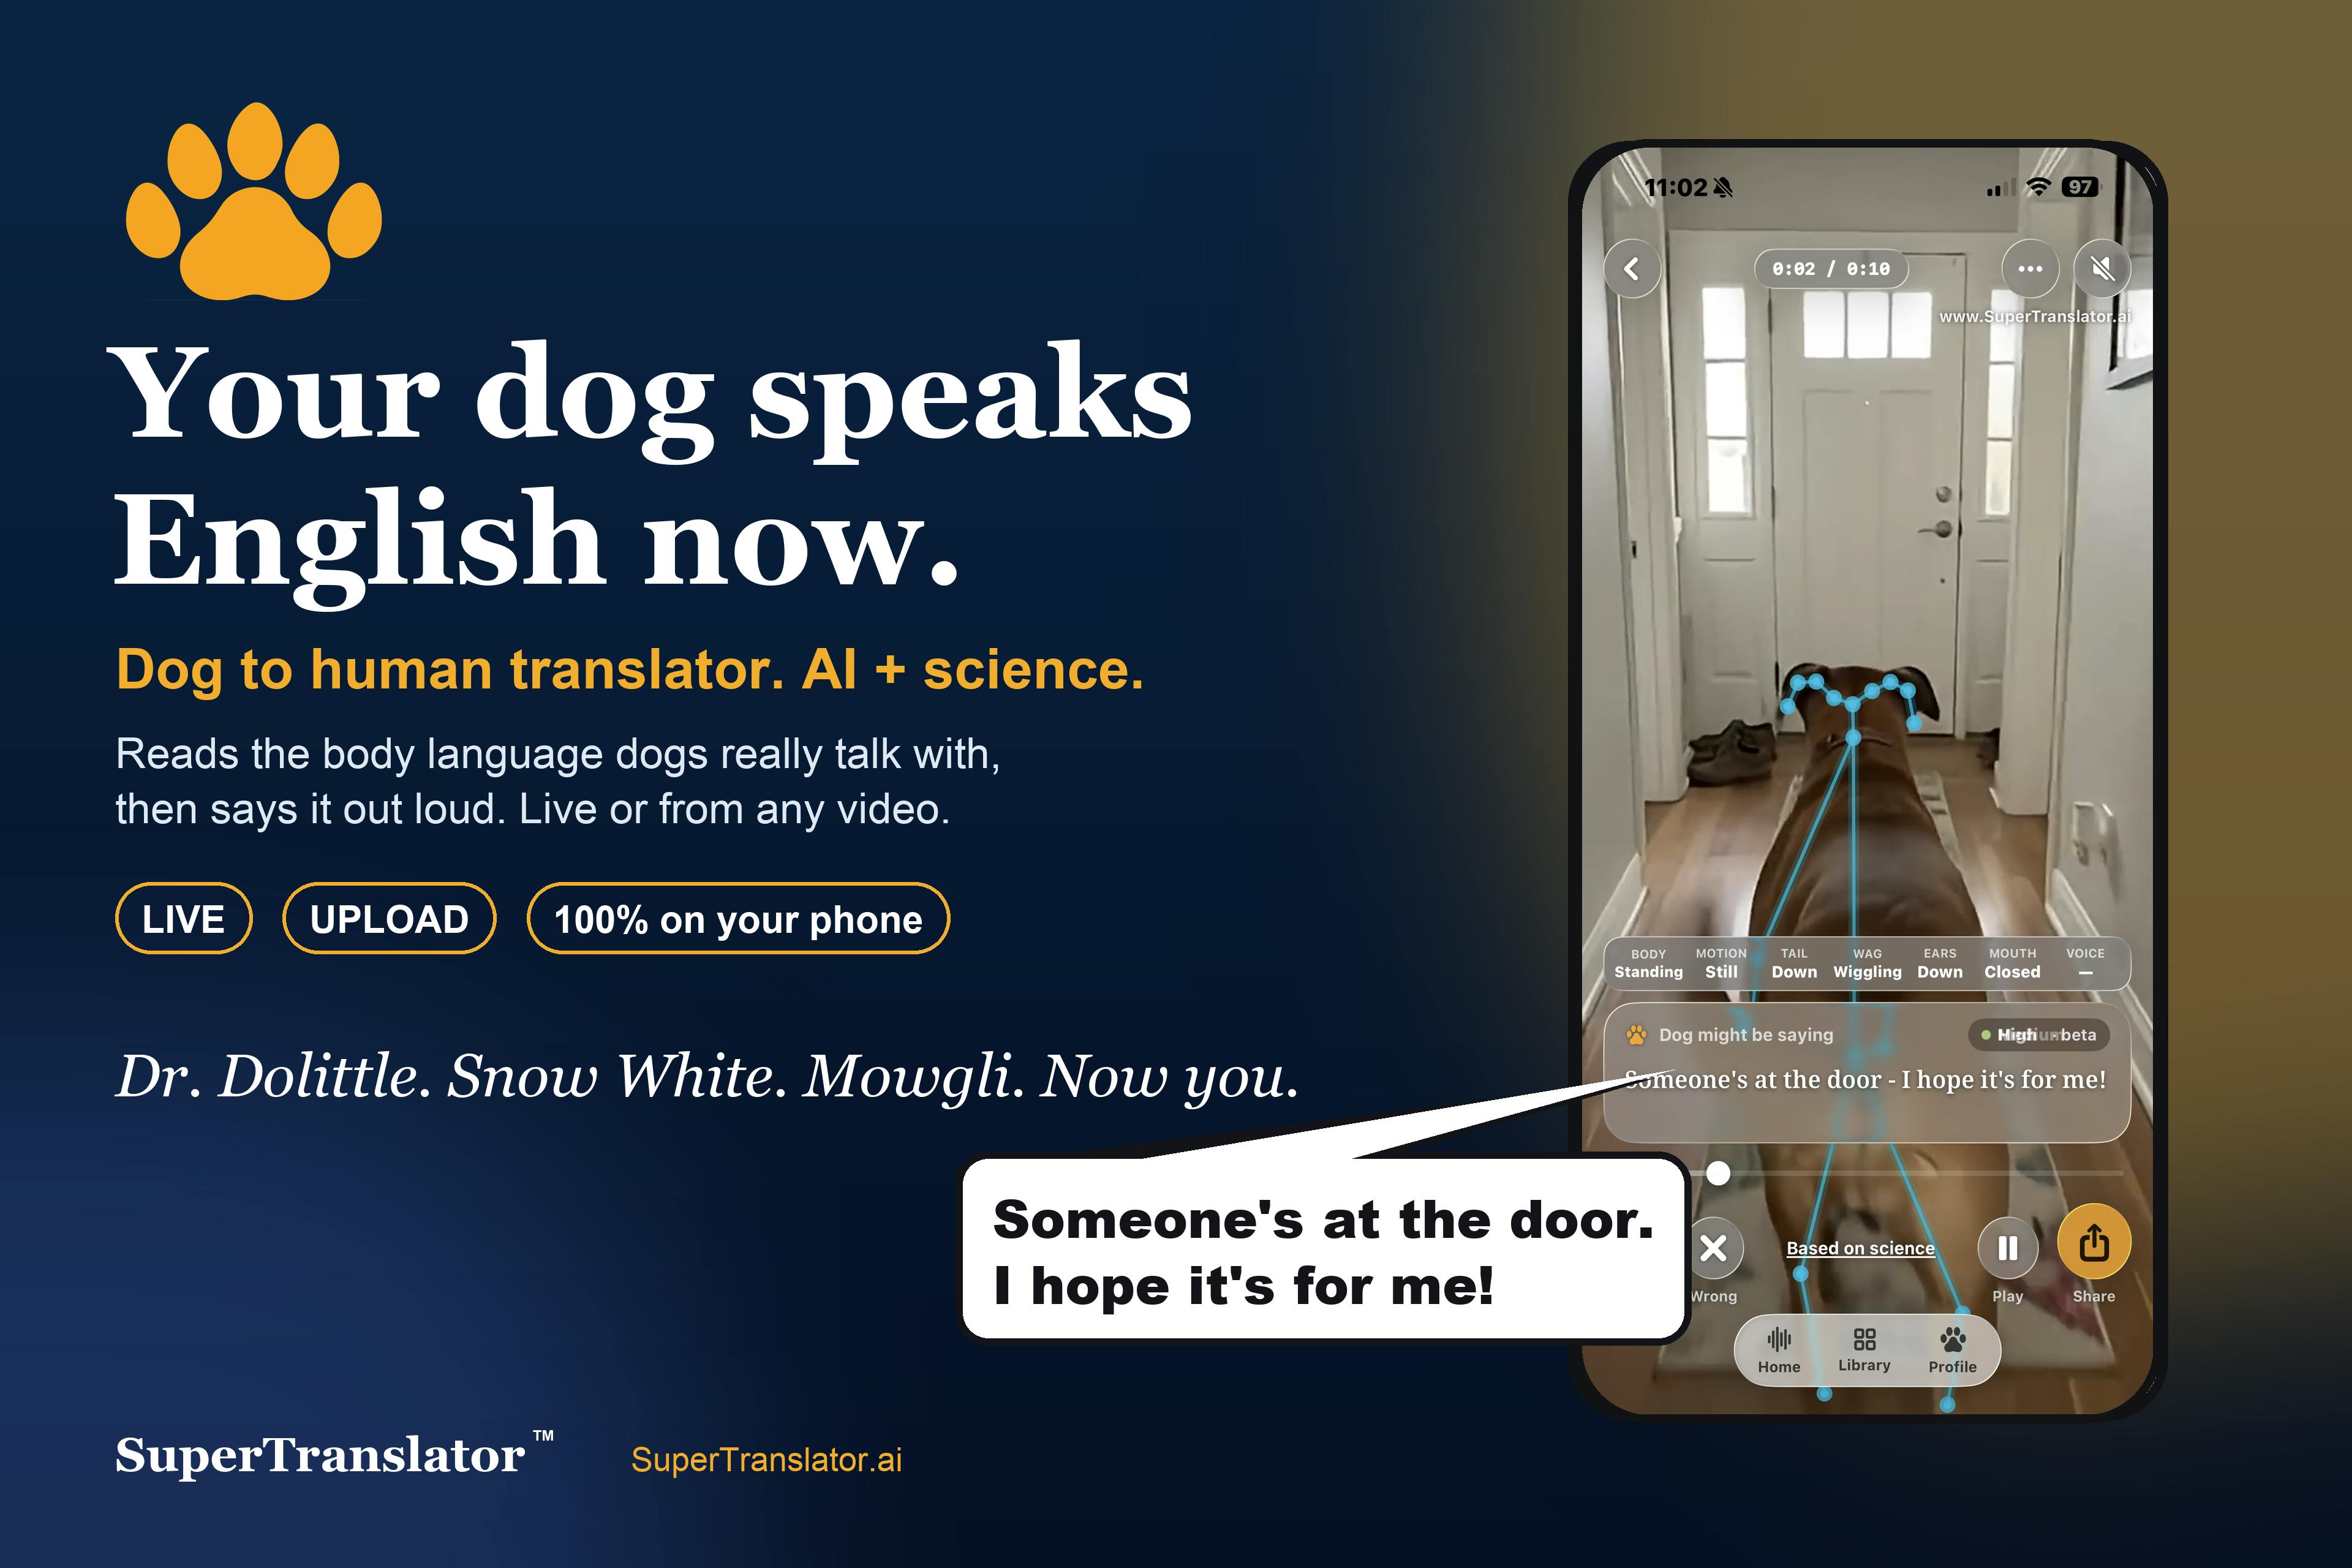 Your dog speaks
English now.
Dog to human translator. AI + science.
Reads the body language dogs really talk with,
then says it out loud. Live or from any video.
LIVE
UPLOAD
100% on your phone
Dr. Dolittle. Snow White. Mowgli. Now you.
SuperTranslator™
SuperTranslator.ai
11:02
97
0:02 / 0:10
www.SuperTranslator.ai
BODY MOTION TAIL WAG EARS MOUTH VOICE
Standing Still Down Wiggling Down Closed —
Dog might be saying
High beta
Someone's at the door - I hope it's for me!
Someone's at the door.
I hope it's for me!
Based on science
Wrong Play Share
Home Library Profile